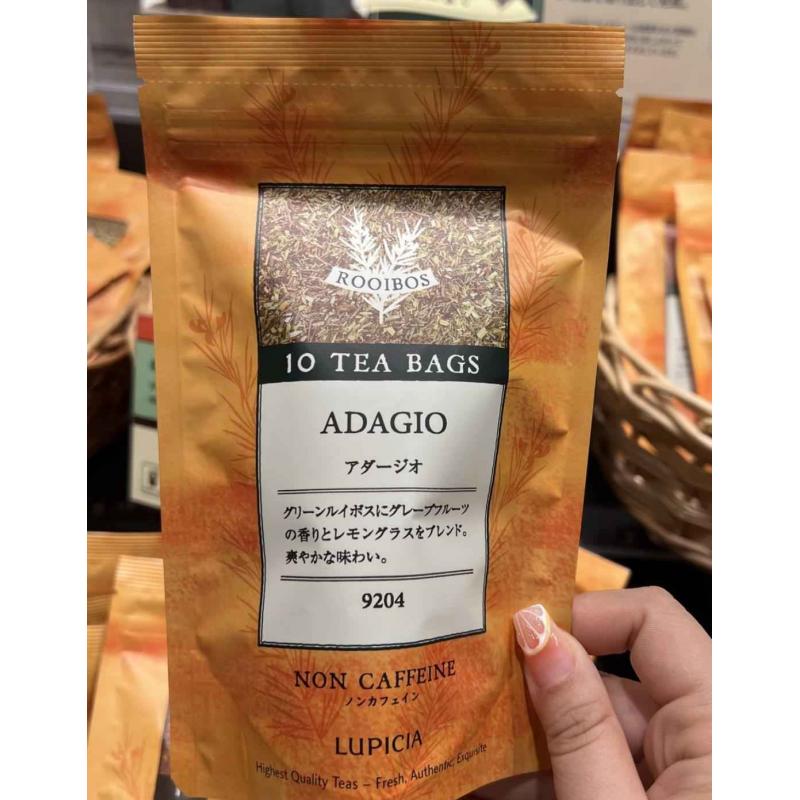 ROOIBOS
10 TEA BAGS
ADAGIO
アダージオ
グリーンルイボスにグレープフルーツ
の香りとレモングラスをブレンド。
爽やかな味わい。
9204
NON CAFFEINE
ノンカフェイン
LUPICIA
Highest Quality Teas – Fresh, Authentic, Exquisite